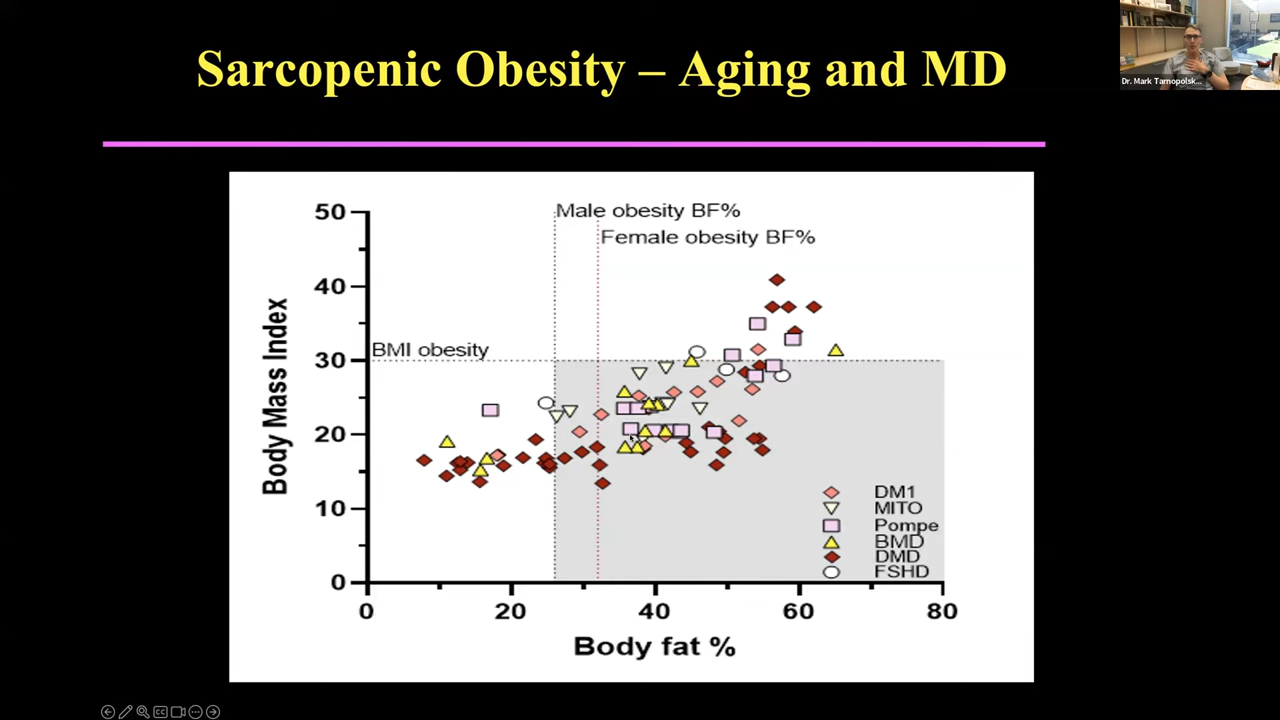 Sarcopenic Obesity – Aging and MD
Dr. Mark Tarnopolsk...
50
Male obesity BF%
Female obesity BF%
40
BMI obesity
30
20
10
0
Body Mass Index
DM1
MITO
Pompe
BMD
DMD
FSHD
0 20 40 60 80
Body fat %
CC